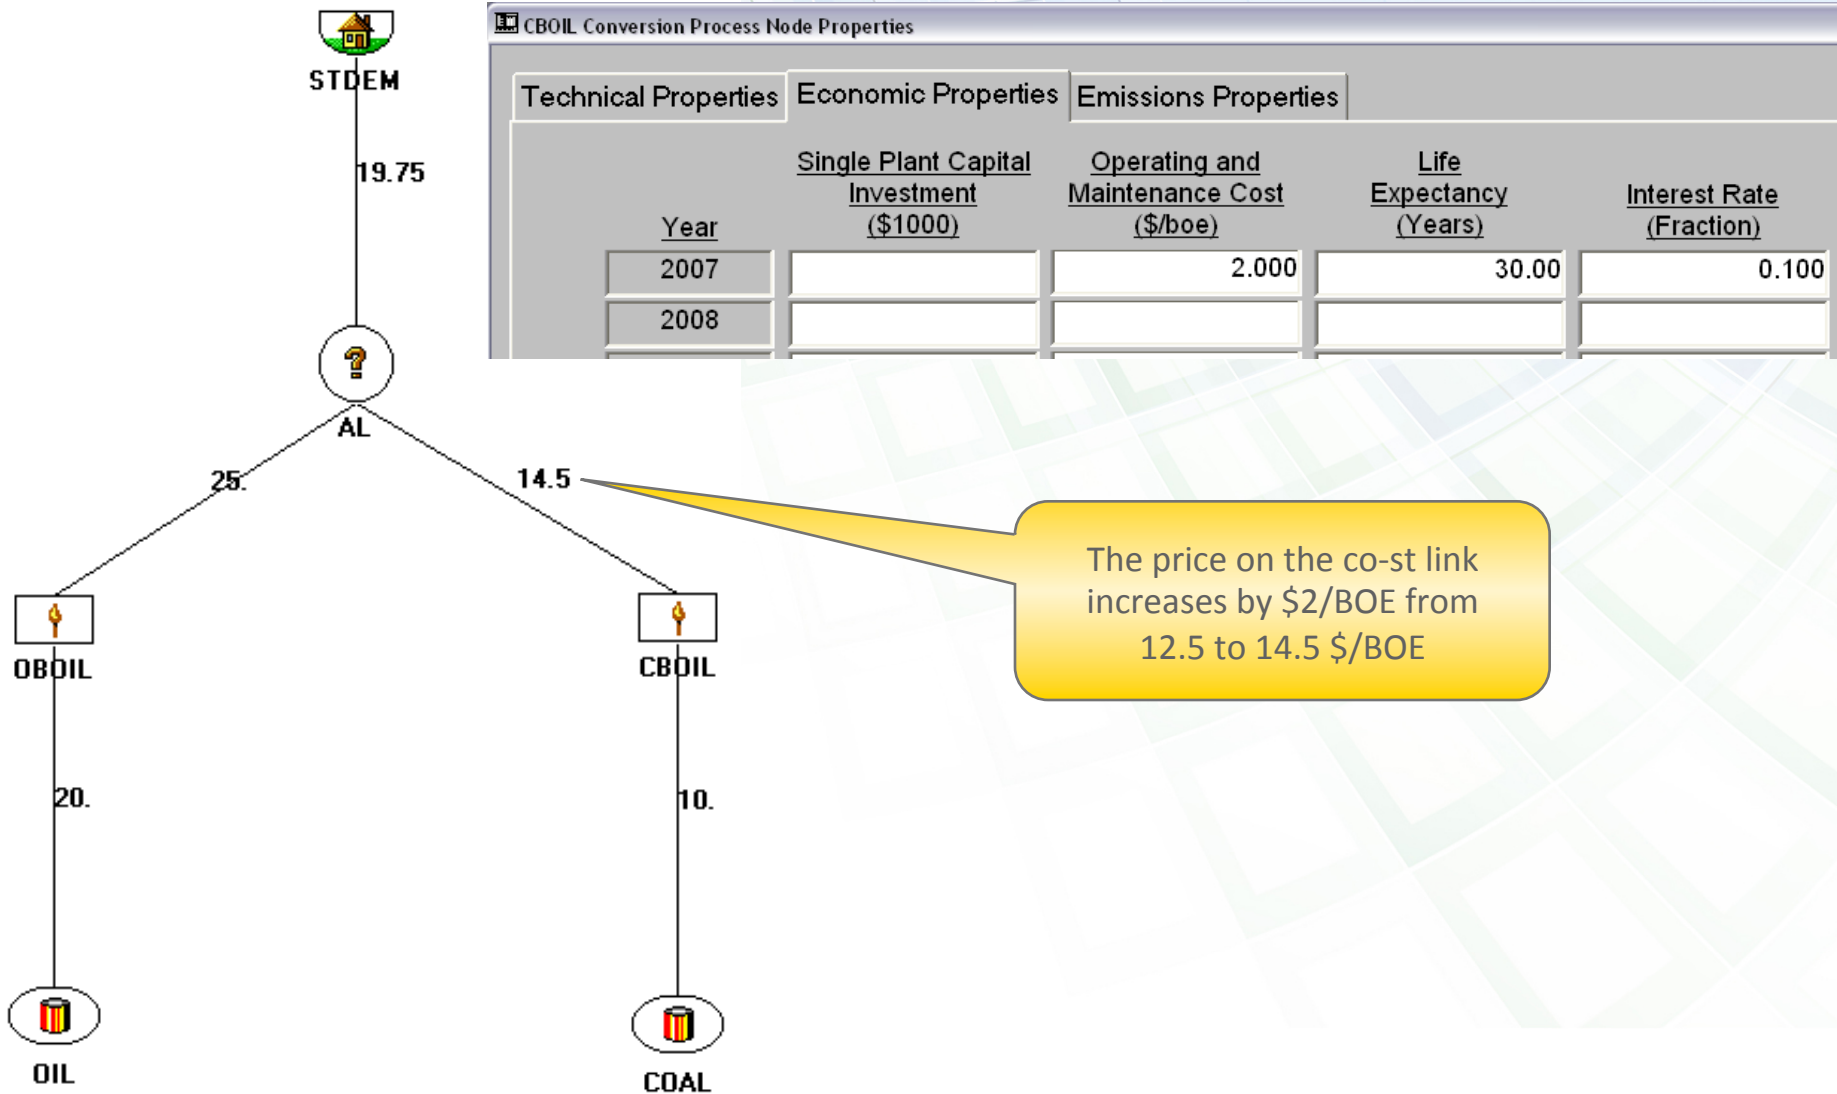 STDEM
19.75
AL
25.
14.5
OBOIL
CBOIL
20.
10.
OIL
COAL
CBOIL Conversion Process Node Properties
Technical Properties Economic Properties Emissions Properties
Year
Single Plant Capital
Investment
($1000)
Operating and
Maintenance Cost
($/boe)
Life
Expectancy
(Years)
Interest Rate
(Fraction)
2007 2.000 30.00 0.100
2008
The price on the co-st link
increases by $2/BOE from
12.5 to 14.5 $/BOE